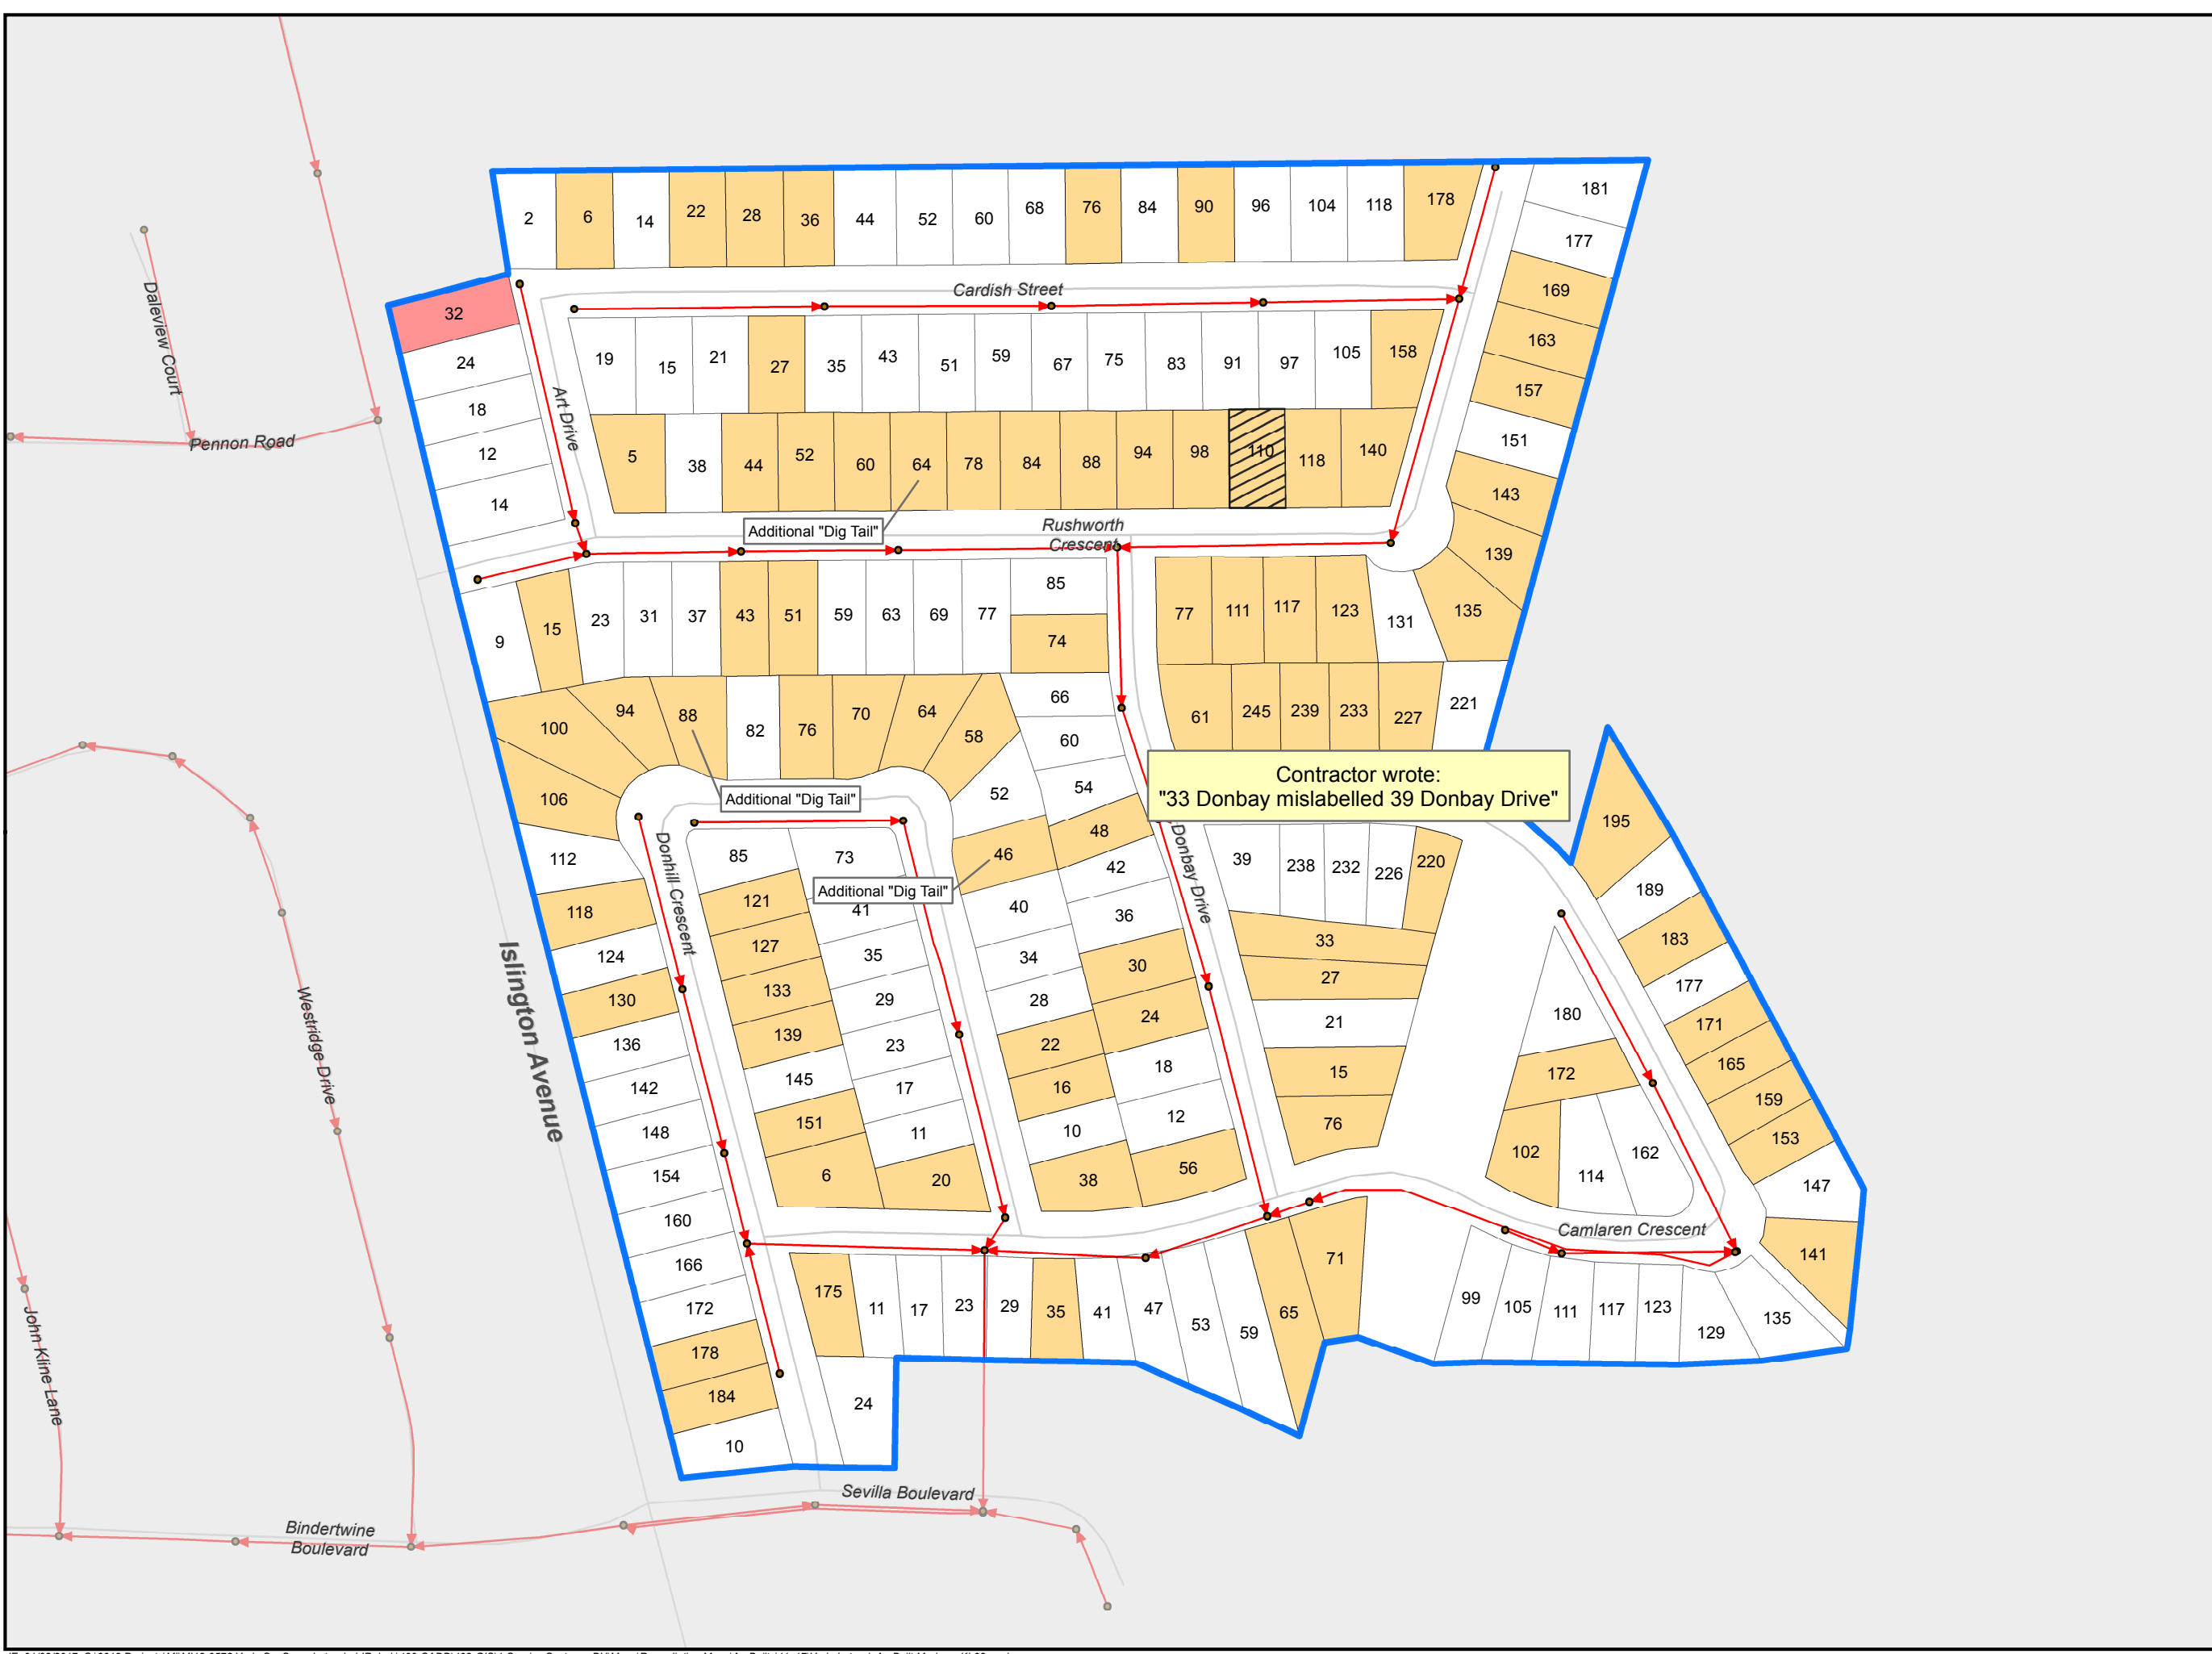 2 6 14 22 28 36 44 52 60 68 76 84 90 96 104 118 178 181
177
Cardish Street
169
32
19 15 21 27 35 43 51 59 67 75 83 91 97 105 158
163
24
157
18
Daleview Court
Art Drive
12
151
Pennon Road
5 38 44 52 60 64 78 84 88 94 98 110 118 140
14
143
Additional "Dig Tail"
Rushworth
Crescent
139
9 15 23 31 37 43 51 59 63 69 77 85
74
77 111 117 123 131 135
100 94 88 82 76 70 64 58
66
61 245 239 233 227 221
60
106
Additional "Dig Tail"
52
54
Contractor wrote:
"33 Donbay mislabelled 39 Donbay Drive"
195
48
112
Donhill Crescent
85 73
46
42
Donbay Drive
39 238 232 226 220
189
Additional "Dig Tail"
118
121
41
40
36
33
183
124
127
35
34
30
27
177
130
133
29
28
24
21
180
171
136
139
23
22
18
15
172
165
142
145
17
16
12
76
159
148
151
11
10
56
102 114 162
153
154
6 20
38
147
160
Camlaren Crescent
166
141
172
175 11 17 23 29 35 41 47 53 59 65 71
99 105 111 117 123 129 135
178
184
24
10
Islington Avenue
Westridge Drive
John Kline Lane
Sevilla Boulevard
Bindertwine
Boulevard